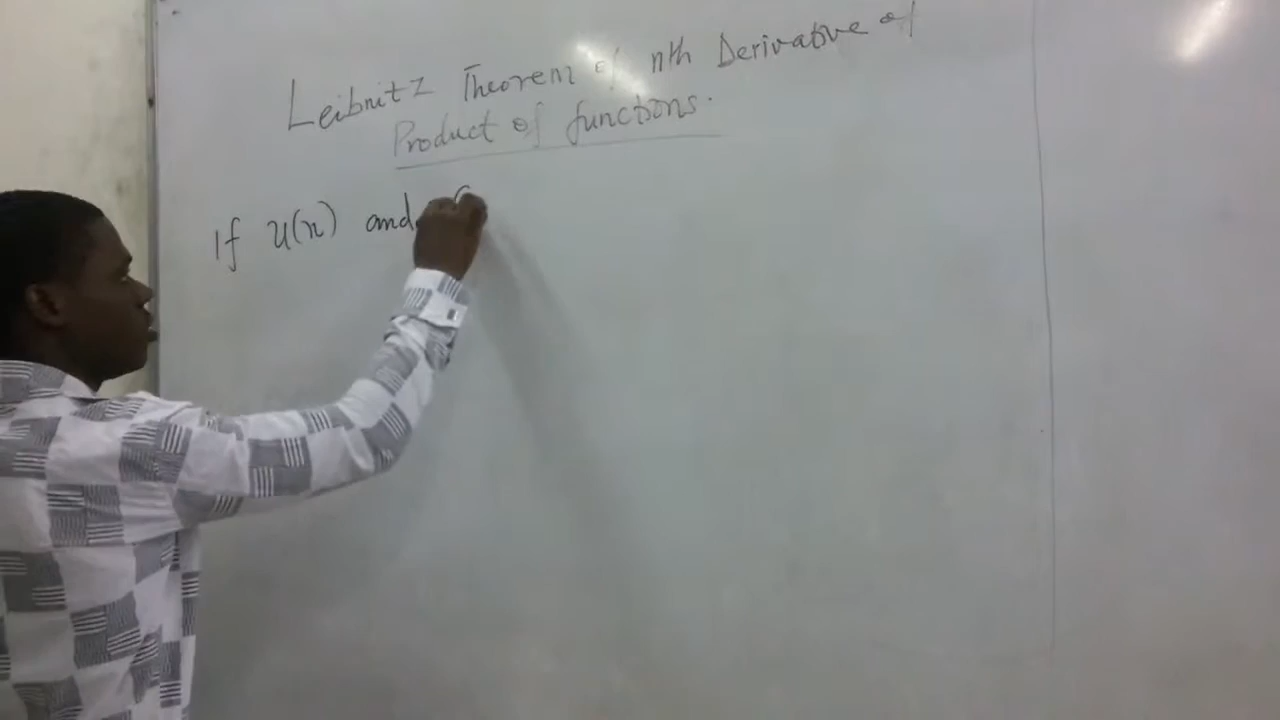 Leibnitz Theorem of nth Derivative of
Product of functions.
If u(x) and